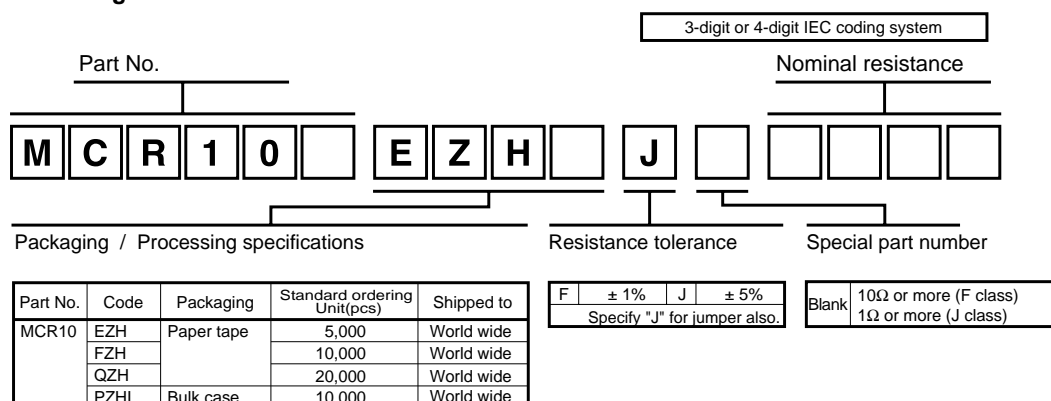 3-digit or 4-digit IEC coding system
Part No.
Nominal resistance
M C R 1 0 E Z H J
Packaging / Processing specifications
Resistance tolerance
Special part number
Part No. Code Packaging Standard ordering Unit(pcs) Shipped to
MCR10 EZH Paper tape 5,000 World wide
FZH 10,000 World wide
QZH 20,000 World wide
Bulk case 10,000 World wide
F ± 1% J ± 5%
Specify "J" for jumper also.
Blank 10Ω or more (F class)
1Ω or more (J class)